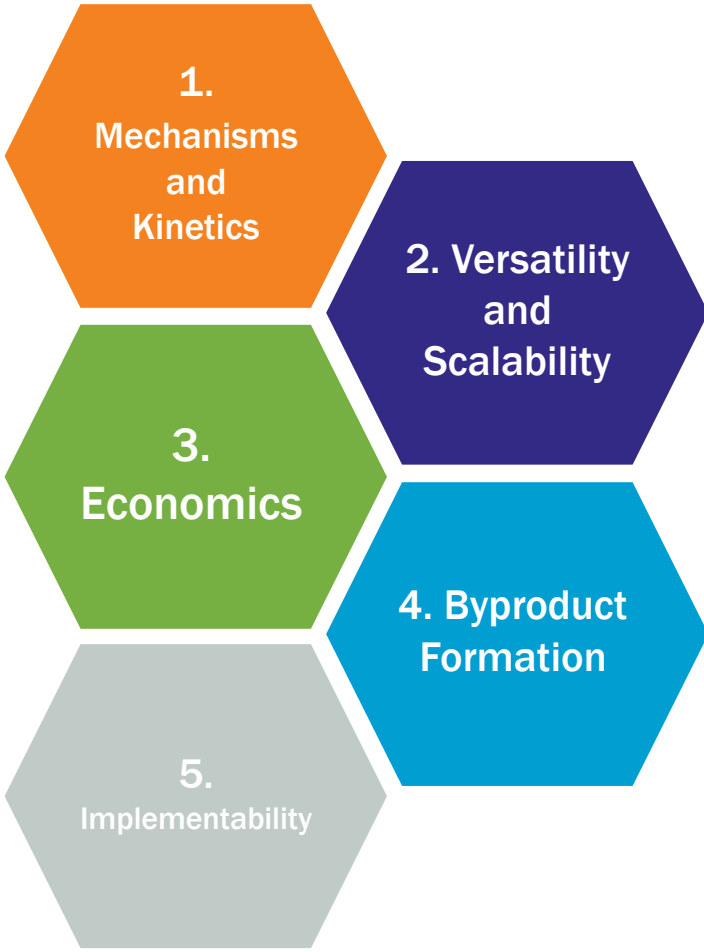 1.
Mechanisms
and
Kinetics
2. Versatility
and
Scalability
3.
Economics
4. Byproduct
Formation
5.
Implementability